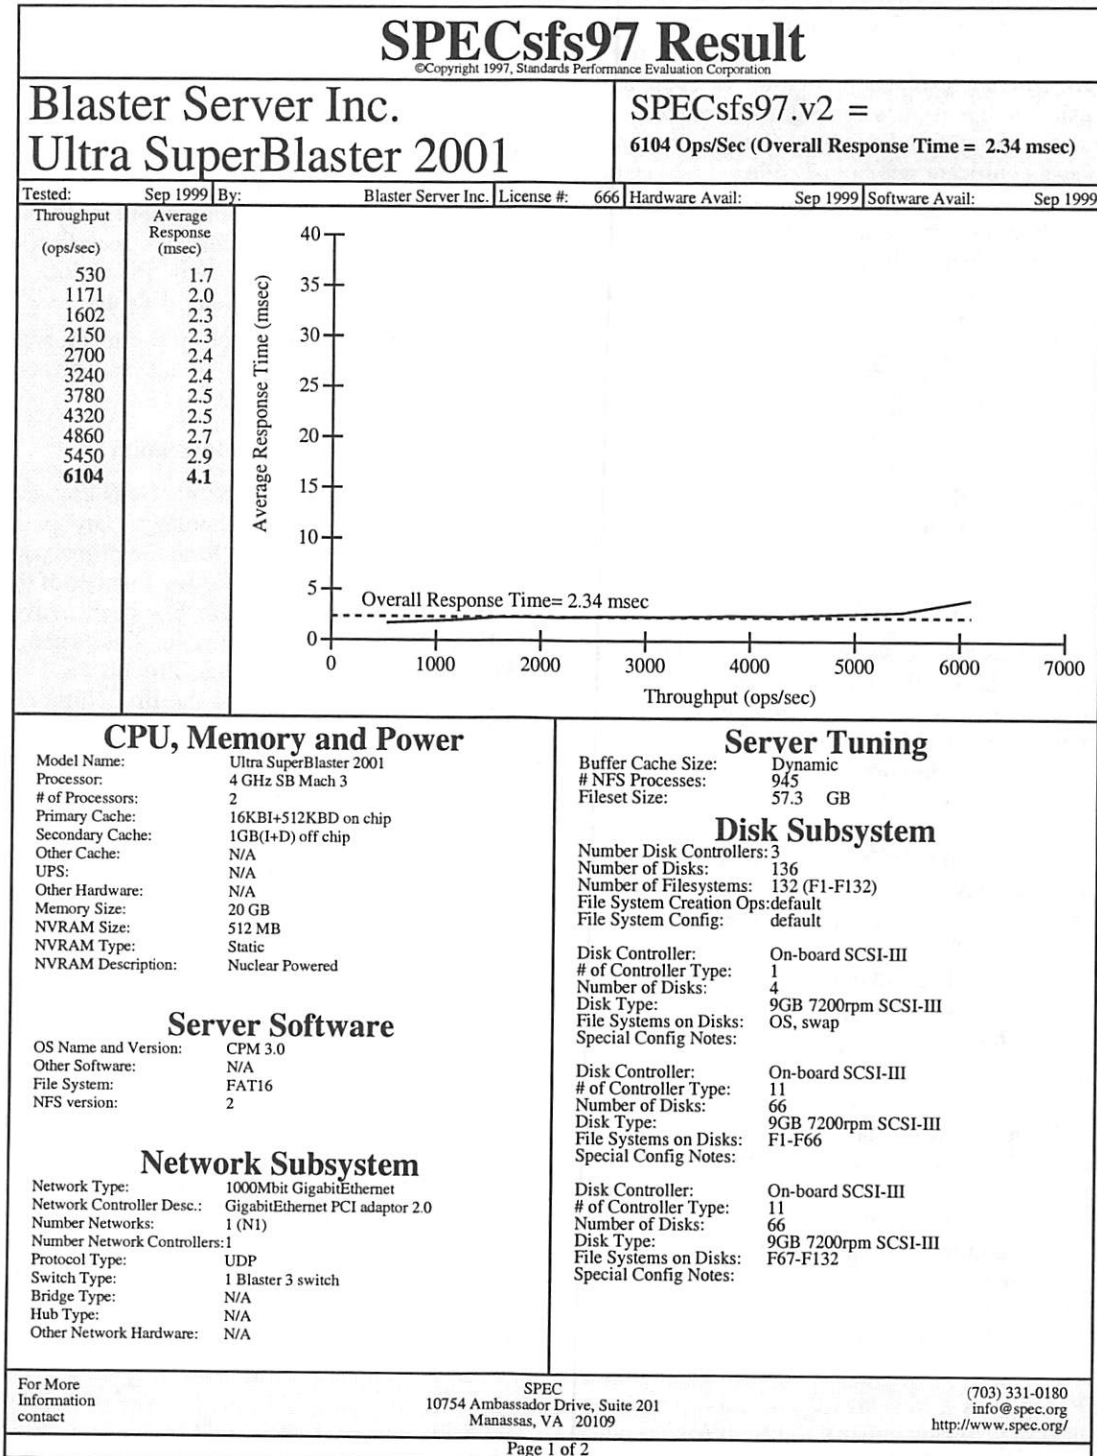 SPECsfs97 Result
©Copyright 1997, Standards Performance Evaluation Corporation
Blaster Server Inc.
Ultra SuperBlaster 2001
SPECsfs97.v2 =
6104 Ops/Sec (Overall Response Time = 2.34 msec)
Tested: Sep 1999 By: Blaster Server Inc. License #: 666 Hardware Avail: Sep 1999 Software Avail: Sep 1999
Throughput Average
Response
(ops/sec) (msec)
530 1.7
1171 2.0
1602 2.3
2150 2.3
2700 2.4
3240 2.4
3780 2.5
4320 2.5
4860 2.7
5450 2.9
6104 4.1
Average Response Time (msec)
40
35
30
25
20
15
10
5
0
Overall Response Time= 2.34 msec
0 1000 2000 3000 4000 5000 6000 7000
Throughput (ops/sec)
CPU, Memory and Power
Model Name: Ultra SuperBlaster 2001
Processor: 4 GHz SB Mach 3
# of Processors: 2
Primary Cache: 16KBI+512KBD on chip
Secondary Cache: 1GB(I+D) off chip
Other Cache: N/A
UPS: N/A
Other Hardware: N/A
Memory Size: 20 GB
NVRAM Size: 512 MB
NVRAM Type: Static
NVRAM Description: Nuclear Powered
Server Software
OS Name and Version: CPM 3.0
Other Software: N/A
File System: FAT16
NFS version: 2
Network Subsystem
Network Type: 1000Mbit GigabitEthernet
Network Controller Desc.: GigabitEthernet PCI adaptor 2.0
Number Networks: 1 (N1)
Number Network Controllers:1
Protocol Type: UDP
Switch Type: 1 Blaster 3 switch
Bridge Type: N/A
Hub Type: N/A
Other Network Hardware: N/A
Server Tuning
Buffer Cache Size: Dynamic
# NFS Processes: 945
Fileset Size: 57.3 GB
Disk Subsystem
Number Disk Controllers:3
Number of Disks: 136
Number of Filesystems: 132 (F1-F132)
File System Creation Ops:default
File System Config: default
Disk Controller: On-board SCSI-III
# of Controller Type: 1
Number of Disks: 4
Disk Type: 9GB 7200rpm SCSI-III
File Systems on Disks: OS, swap
Special Config Notes:
Disk Controller: On-board SCSI-III
# of Controller Type: 11
Number of Disks: 66
Disk Type: 9GB 7200rpm SCSI-III
File Systems on Disks: F1-F66
Special Config Notes:
Disk Controller: On-board SCSI-III
# of Controller Type: 11
Number of Disks: 66
Disk Type: 9GB 7200rpm SCSI-III
File Systems on Disks: F67-F132
Special Config Notes:
For More
Information
contact
SPEC
10754 Ambassador Drive, Suite 201
Manassas, VA 20109
(703) 331-0180
info@spec.org
http://www.spec.org/
Page 1 of 2